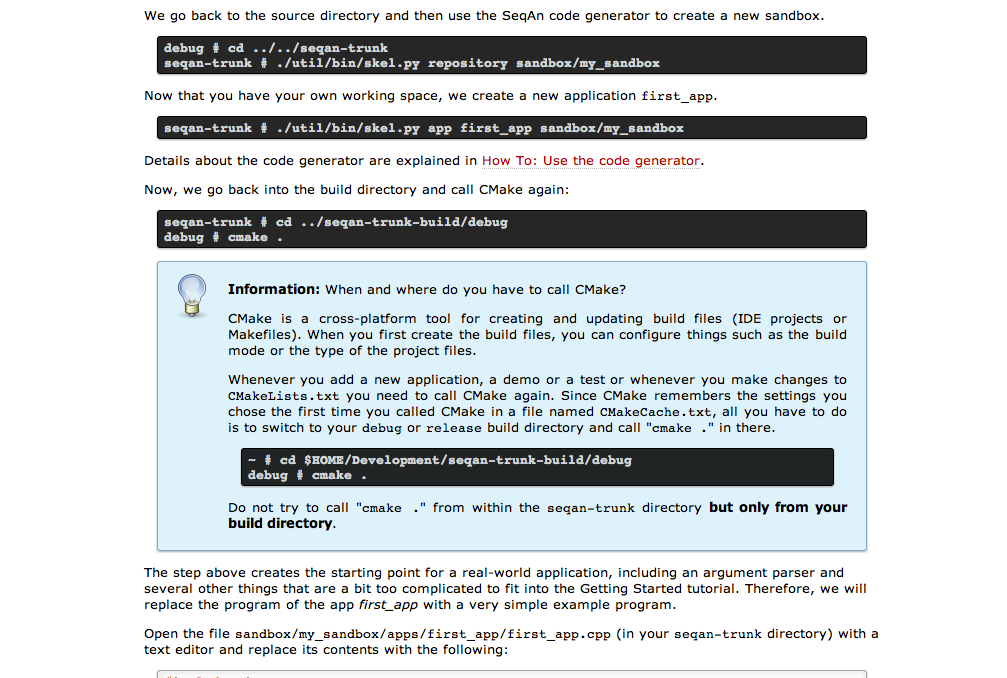 We go back to the source directory and then use the SeqAn code generator to create a new sandbox.
debug # cd ../../seqan-trunk
seqan-trunk # ./util/bin/skel.py repository sandbox/my_sandbox
Now that you have your own working space, we create a new application first_app.
seqan-trunk # ./util/bin/skel.py app first_app sandbox/my_sandbox
Details about the code generator are explained in How To: Use the code generator.
Now, we go back into the build directory and call CMake again:
seqan-trunk # cd ../seqan-trunk-build/debug
debug # cmake .
Information: When and where do you have to call CMake?
CMake is a cross-platform tool for creating and updating build files (IDE projects or
Makefiles). When you first create the build files, you can configure things such as the build
mode or the type of the project files.
Whenever you add a new application, a demo or a test or whenever you make changes to
CMakeLists.txt you need to call CMake again. Since CMake remembers the settings you
chose the first time you called CMake in a file named CMakeCache.txt, all you have to do
is to switch to your debug or release build directory and call "cmake ." in there.
~ # cd $HOME/Development/seqan-trunk-build/debug
debug # cmake .
Do not try to call "cmake ." from within the seqan-trunk directory but only from your
build directory.
The step above creates the starting point for a real-world application, including an argument parser and
several other things that are a bit too complicated to fit into the Getting Started tutorial. Therefore, we will
replace the program of the app first_app with a very simple example program.
Open the file sandbox/my_sandbox/apps/first_app/first_app.cpp (in your seqan-trunk directory) with a
text editor and replace its contents with the following: